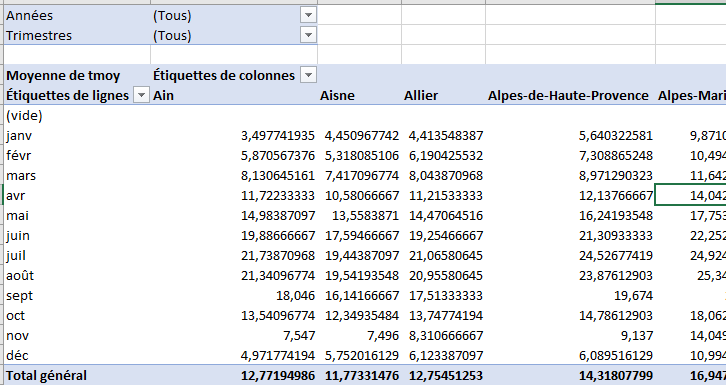 Années (Tous)
Trimestres (Tous)
Moyenne de tmoy Étiquettes de colonnes
Étiquettes de lignes Ain Aisne Allier Alpes-de-Haute-Provence Alpes-Mari
(vide)
janv 3,497741935 4,450967742 4,413548387 5,640322581 9,8710
févr 5,870567376 5,318085106 6,190425532 7,308865248 10,494
mars 8,130645161 7,417096774 8,043870968 8,971290323 11,642
avr 11,72233333 10,58066667 11,21533333 12,13766667 14,042
mai 14,98387097 13,5583871 14,47064516 16,24193548 17,753
juin 19,88666667 17,59466667 19,25466667 21,30933333 22,252
juil 21,73870968 19,44387097 21,06580645 24,52677419 24,924
août 21,34096774 19,54193548 20,95580645 23,87612903 25,34
sept 18,046 16,14166667 17,51333333 19,674
oct 13,54096774 12,34935484 13,74774194 14,78612903 18,062
nov 7,547 7,496 8,310666667 9,137 14,049
déc 4,971774194 5,752016129 6,123387097 6,089516129 10,994
Total général 12,77194986 11,77331476 12,75451253 14,31807799 16,947